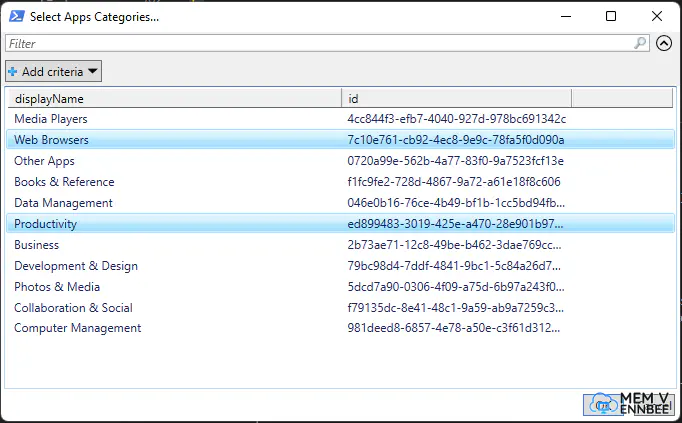 Select Apps Categories...
Filter
Add criteria
displayName id
Media Players 4cc844f3-efb7-4040-927d-978bc691342c
Web Browsers 7c10e761-cb92-4ec8-9e9c-78fa5f0d090a
Other Apps 0720a99e-562b-4a77-83f0-9a7523fcf13e
Books & Reference f1fc9fe2-728d-4867-9a72-a61e18f8c606
Data Management 046e0b16-76ce-4b49-bf1b-1cc5bd94fb...
Productivity ed899483-3019-425e-a470-28e901b97...
Business 2b73ae71-12c8-49be-b462-3dae769cc...
Development & Design 79bc98d4-7ddf-4841-9bc1-5c84a26d7...
Photos & Media 5dcd7a90-0306-4f09-a75d-6b97a243f0...
Collaboration & Social f79135dc-8e41-48c1-9a59-ab9a7259c3...
Computer Management 981deed8-6857-4e78-a50e-c3f61d312...
MEM V
ENNBEE